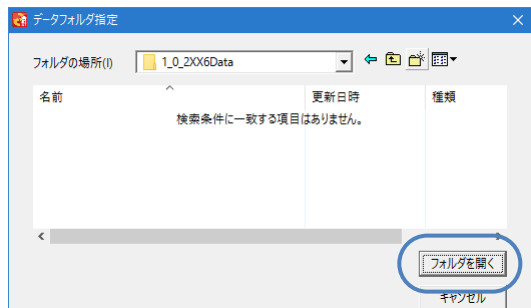 データフォルダ指定
フォルダの場所(I) 1_0_2XX6Data
名前 更新日時 種類
検索条件に一致する項目はありません。
フォルダを開く
キャンセル